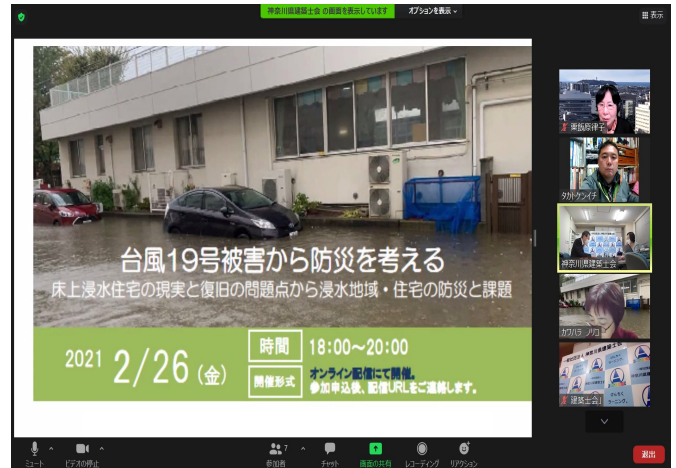 神奈川県建築士会 の画面を表示しています
オプションを表示
表示
台風19号被害から防災を考える
床上浸水住宅の現実と復旧の問題点から浸水地域・住宅の防災と課題
2021 2/26(金)
時間 18:00〜20:00
開催形式 オンライン配信にて開催。
参加申込後、配信URLをご連絡します。
タカトケンイチ
神奈川県建築士会
カワハラ ノリコ
建築士会
ミュート
ビデオの停止
参加者
7
チャット
画面の共有
レコーディング
リアクション
退出